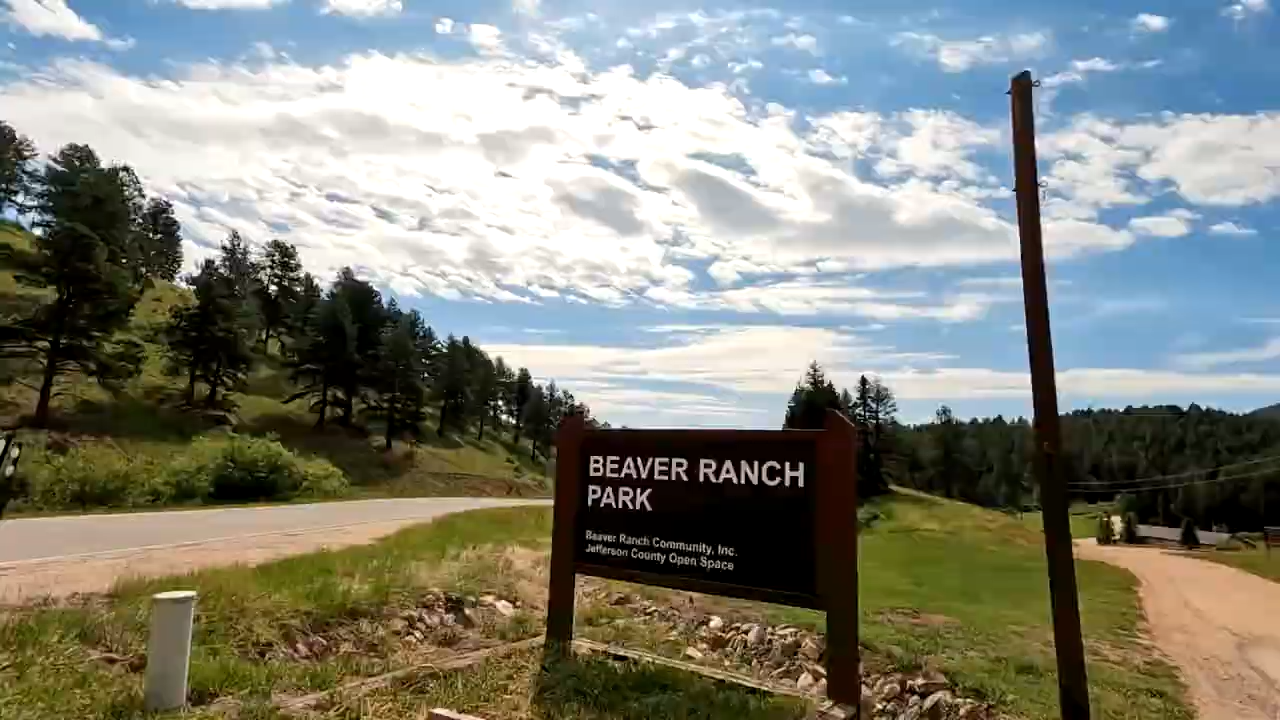 BEAVER RANCH
PARK
Beaver Ranch Community, Inc.
Jefferson County Open Space